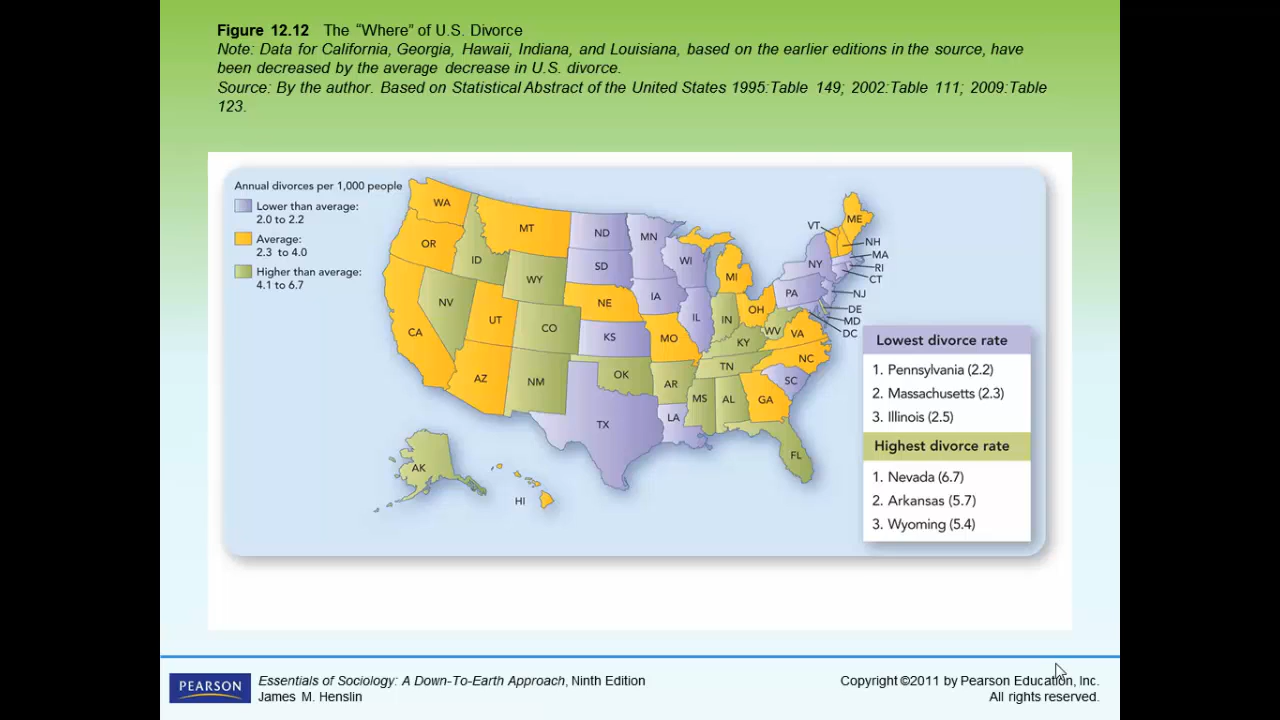 Figure 12.12 The “Where” of U.S. Divorce
Note: Data for California, Georgia, Hawaii, Indiana, and Louisiana, based on the earlier editions in the source, have
been decreased by the average decrease in U.S. divorce.
Source: By the author. Based on Statistical Abstract of the United States 1995:Table 149; 2002:Table 111; 2009:Table
123.
Annual divorces per 1,000 people
Lower than average:
2.0 to 2.2
Average:
2.3 to 4.0
Higher than average:
4.1 to 6.7
WA
OR
CA
ID
NV
MT
WY
UT
AZ
CO
NM
ND
SD
NE
KS
OK
TX
MN
IA
MO
AR
LA
WI
IL
MI
IN
OH
KY
TN
MS
AL
GA
FL
SC
NC
VA
WV
PA
NY
VT
ME
NH
MA
RI
CT
NJ
DE
MD
DC
AK
HI
Lowest divorce rate
1. Pennsylvania (2.2)
2. Massachusetts (2.3)
3. Illinois (2.5)
Highest divorce rate
1. Nevada (6.7)
2. Arkansas (5.7)
3. Wyoming (5.4)
PEARSON
Essentials of Sociology: A Down-To-Earth Approach, Ninth Edition
James M. Henslin
Copyright ©2011 by Pearson Education, Inc.
All rights reserved.